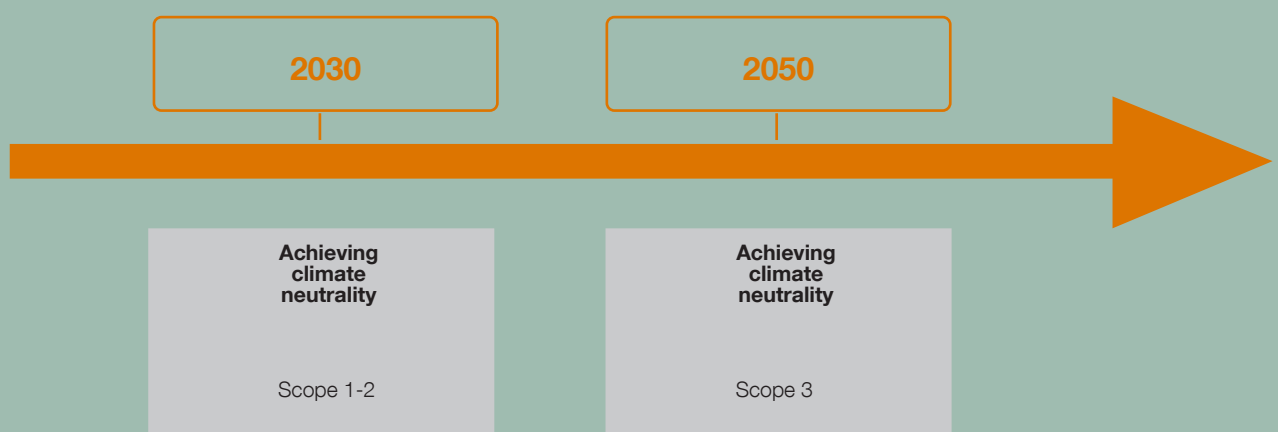 2030
2050
Achieving
climate
neutrality
Scope 1-2
Achieving
climate
neutrality
Scope 3